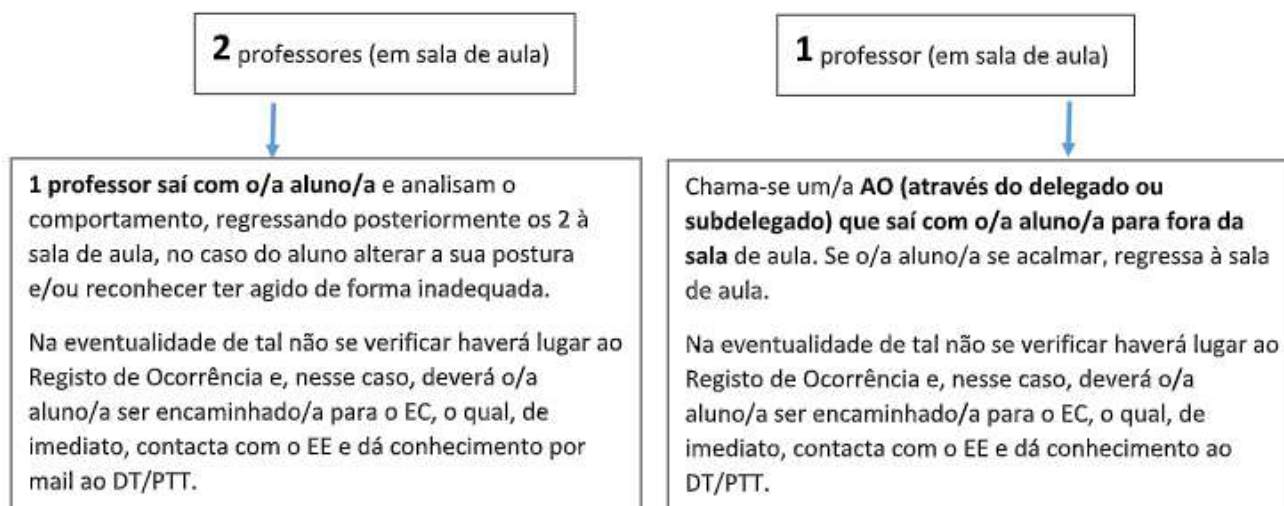 2 professores (em sala de aula)
1 professor saí com o/a aluno/a e analisam o
comportamento, regressando posteriormente os 2 à
sala de aula, no caso do aluno alterar a sua postura
e/ou reconhecer ter agido de forma inadequada.
Na eventualidade de tal não se verificar haverá lugar ao
Registo de Ocorrência e, nesse caso, deverá o/a
aluno/a ser encaminhado/a para o EC, o qual, de
imediato, contacta com o EE e dá conhecimento por
mail ao DT/PTT.
1 professor (em sala de aula)
Chama-se um/a AO (através do delegado ou
subdelegado) que saí com o/a aluno/a para fora da
sala de aula. Se o/a aluno/a se acalmar, regressa à sala
de aula.
Na eventualidade de tal não se verificar haverá lugar ao
Registo de Ocorrência e, nesse caso, deverá o/a
aluno/a ser encaminhado/a para o EC, o qual, de
imediato, contacta com o EE e dá conhecimento ao
DT/PTT.